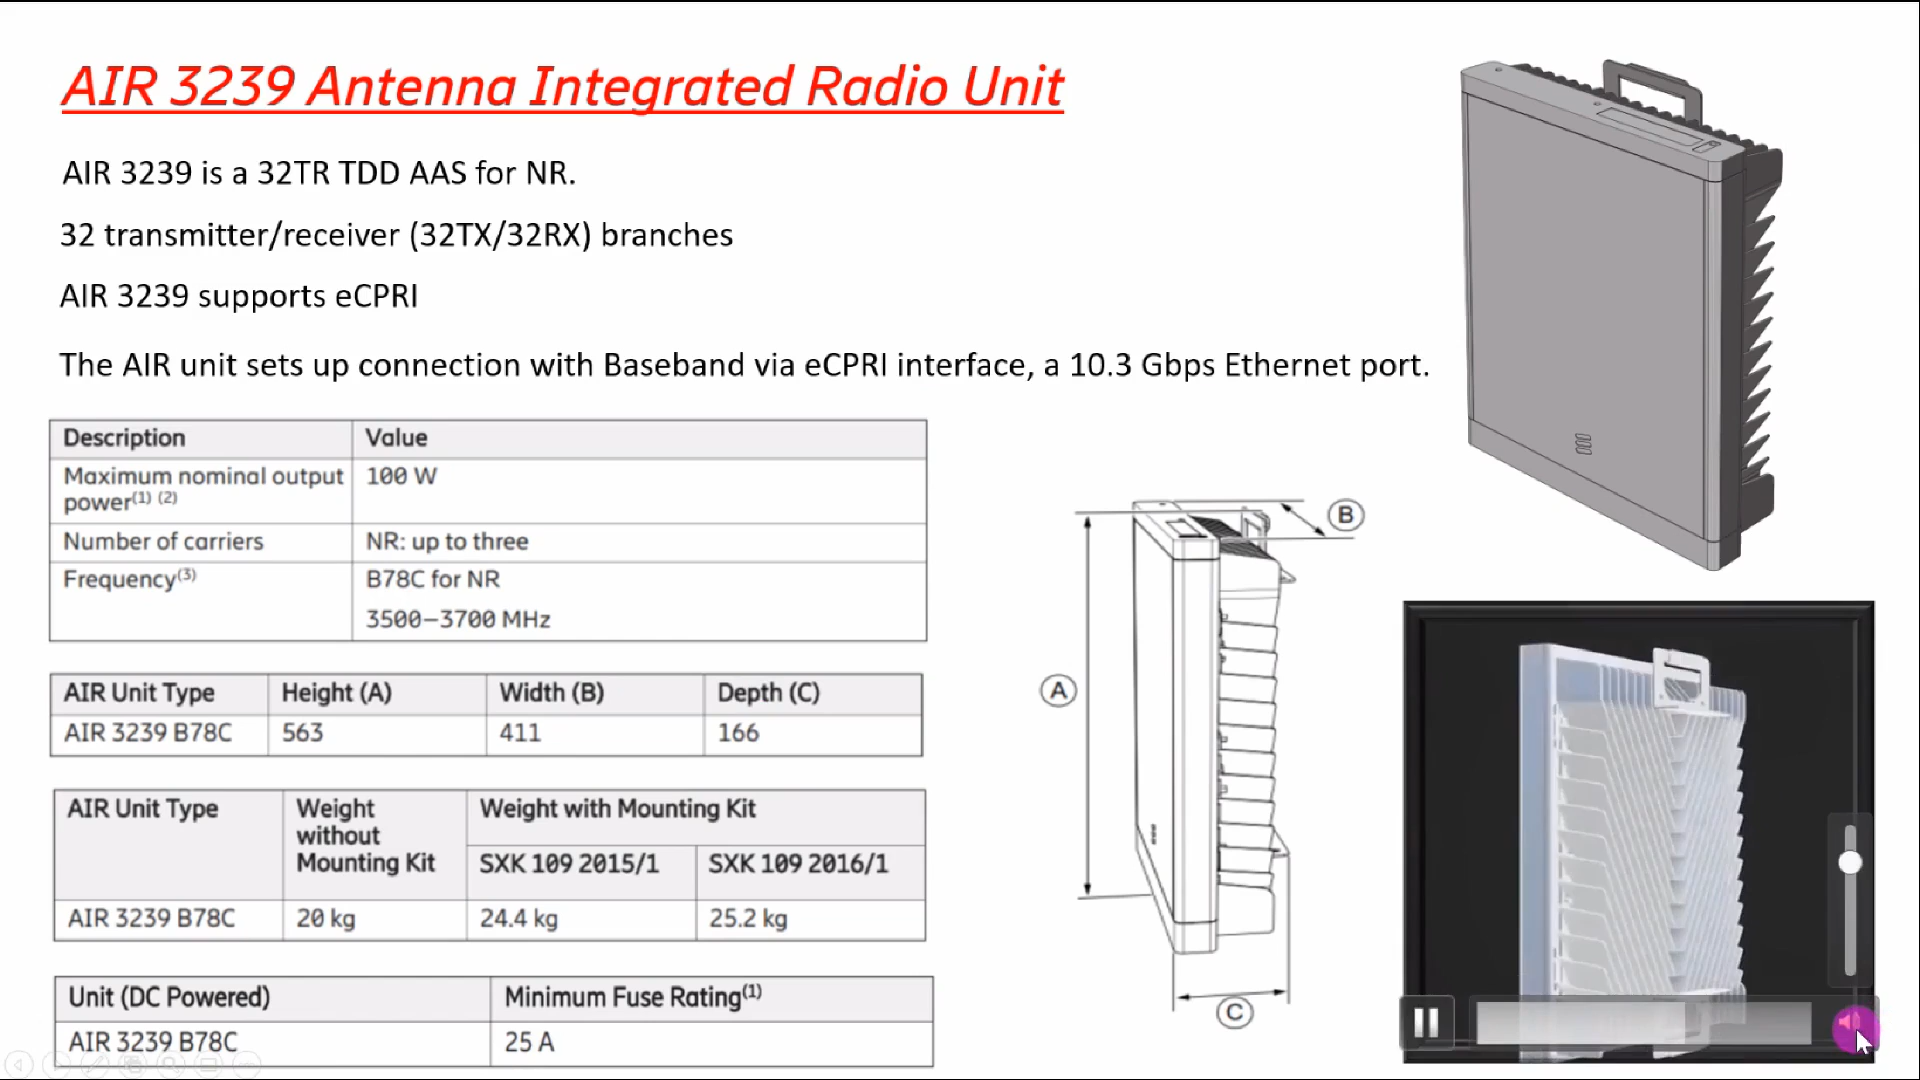 AIR 3239 Antenna Integrated Radio Unit
AIR 3239 is a 32TR TDD AAS for NR.
32 transmitter/receiver (32TX/32RX) branches
AIR 3239 supports eCPRI
The AIR unit sets up connection with Baseband via eCPRI interface, a 10.3 Gbps Ethernet port.
Description Value
Maximum nominal output 100 W
power(1) (2)
Number of carriers NR: up to three
Frequency(3) B78C for NR
3500–3700 MHz
AIR Unit Type Height (A) Width (B) Depth (C)
AIR 3239 B78C 563 411 166
AIR Unit Type Weight Weight with Mounting Kit
without
Mounting Kit SXK 109 2015/1 SXK 109 2016/1
AIR 3239 B78C 20 kg 24.4 kg 25.2 kg
Unit (DC Powered) Minimum Fuse Rating(1)
AIR 3239 B78C 25 A
B
A
C